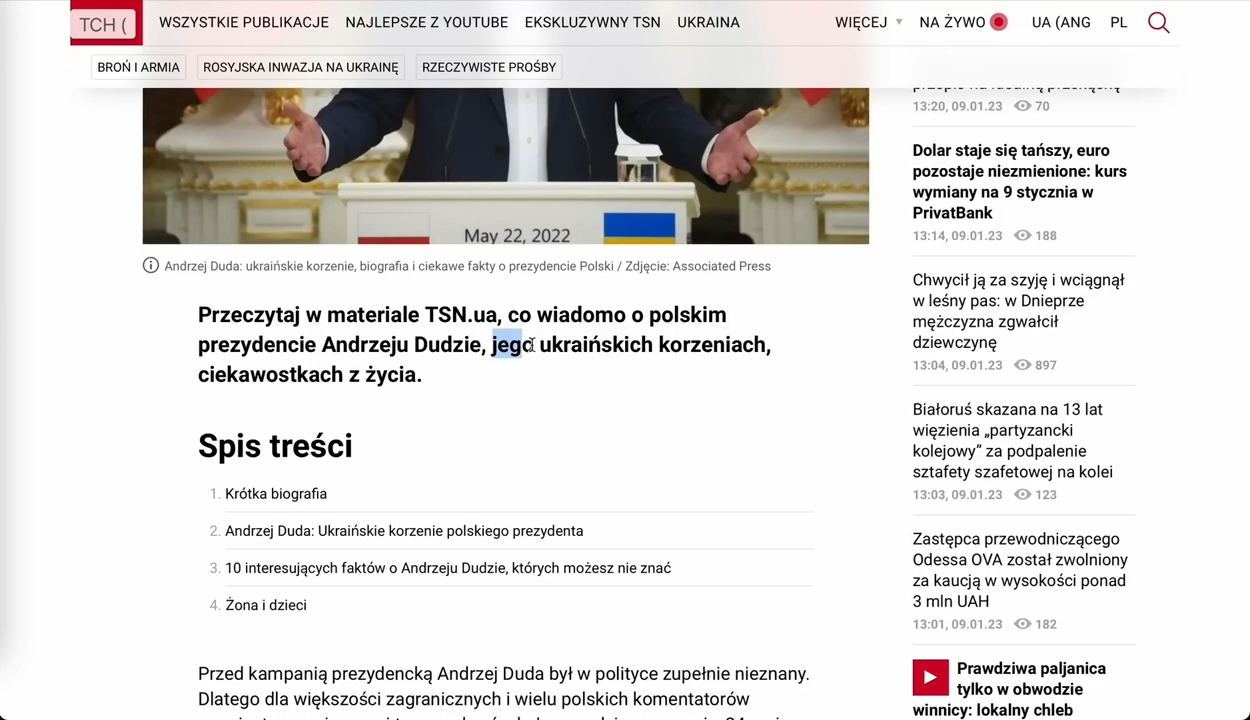 ТСН (
WSZYSTKIE PUBLIKACJE
NAJLEPSZE Z YOUTUBE
EKSKLUZYWNY TSN
UKRAINA
WIĘCEJ
NA ŻYWO
UA (ANG
PL
BROŃ I ARMIA
ROSYJSKA INWAZJA NA UKRAINĘ
RZECZYWISTE PROŚBY
May 22, 2022
Andrzej Duda: ukraińskie korzenie, biografia i ciekawe fakty o prezydencie Polski / Zdjęcie: Associated Press
Przeczytaj w materiale TSN.ua, co wiadomo o polskim
prezydencie Andrzeju Dudzie, jego ukraińskich korzeniach,
ciekawostkach z życia.
Spis treści
1. Krótka biografia
2. Andrzej Duda: Ukraińskie korzenie polskiego prezydenta
3. 10 interesujących faktów o Andrzeju Dudzie, których możesz nie znać
4. Żona i dzieci
Przed kampanią prezydencką Andrzej Duda był w polityce zupełnie nieznany.
Dlatego dla większości zagranicznych i wielu polskich komentatorów
13:20, 09.01.23 70
Dolar staje się tańszy, euro
pozostaje niezmienione: kurs
wymiany na 9 stycznia w
PrivatBank
13:14, 09.01.23 188
Chwycił ją za szyję i wciągnął
w leśny pas: w Dnieprze
mężczyzna zgwałcił
dziewczynę
13:04, 09.01.23 897
Białoruś skazana na 13 lat
więzienia „partyzancki
kolejowy” za podpalenie
sztafety szafetowej na kolei
13:03, 09.01.23 123
Zastępca przewodniczącego
Odessa OVA został zwolniony
za kaucją w wysokości ponad
3 mln UAH
13:01, 09.01.23 182
Prawdziwa paljanica
tylko w obwodzie
winnicy: lokalny chleb